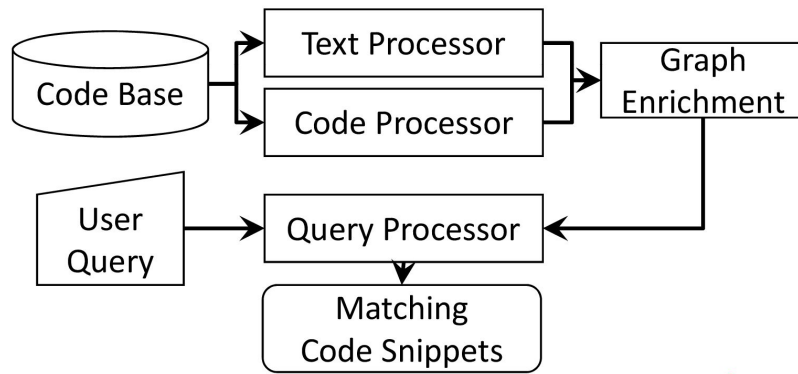 Text Processor
Code Base
Code Processor
Graph
Enrichment
User
Query
Query Processor
Matching
Code Snippets